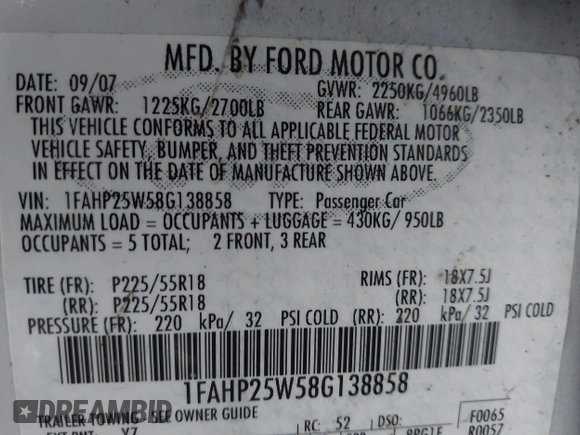 MFD. BY FORD MOTOR CO.
DATE: 09/07 GVWR: 2250KG/4960LB
FRONT GAWR: 1225KG/2700LB REAR GAWR: 1066KG/2350LB
THIS VEHICLE CONFORMS TO ALL APPLICABLE FEDERAL MOTOR
VEHICLE SAFETY, BUMPER, AND THEFT PREVENTION STANDARDS
IN EFFECT ON THE DATE OF MANUFACTURE SHOWN ABOVE.
VIN: 1FAHP25W58G138858 TYPE: Passenger Car
MAXIMUM LOAD = OCCUPANTS + LUGGAGE = 430KG/ 950LB
OCCUPANTS = 5 TOTAL; 2 FRONT, 3 REAR
TIRE (FR): P225/55R18 RIMS (FR): 18X7.5J
(RR): P225/55R18 (RR): 18X7.5J
PRESSURE (FR): 220 kPa/ 32 PSI COLD (RR): 220 kPa/ 32 PSI COLD
1FAHP25W58G138858
TRAILER TOWING SEE OWNER GUIDE
RC: 52 DSO: F0065
EXT PNT: Y7 R0057
DREAMBID